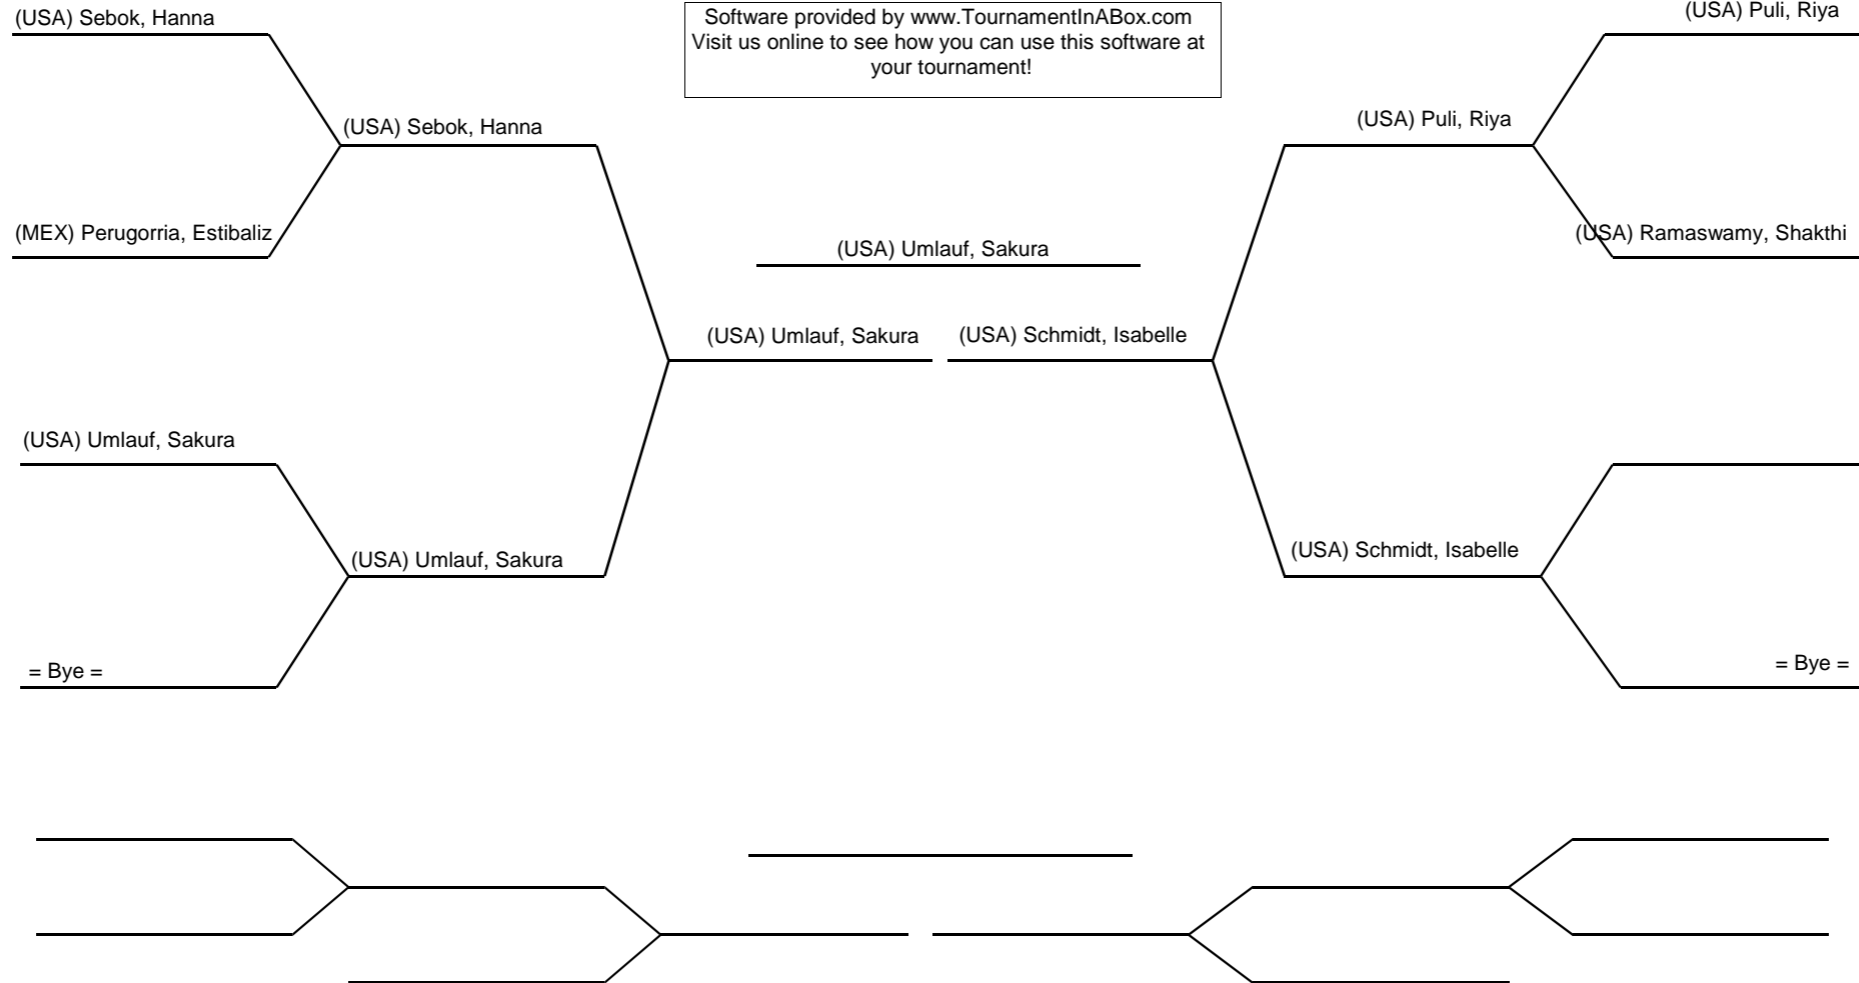 (USA) Sebok, Hanna
Software provided by www.TournamentInABox.com
Visit us online to see how you can use this software at
your tournament!
(USA) Puli, Riya
(USA) Sebok, Hanna
(USA) Puli, Riya
(MEX) Perugorria, Estibaliz
(USA) Umlauf, Sakura
(USA) Ramaswamy, Shakthi
(USA) Umlauf, Sakura
(USA) Schmidt, Isabelle
(USA) Umlauf, Sakura
(USA) Umlauf, Sakura
(USA) Schmidt, Isabelle
= Bye =
= Bye =